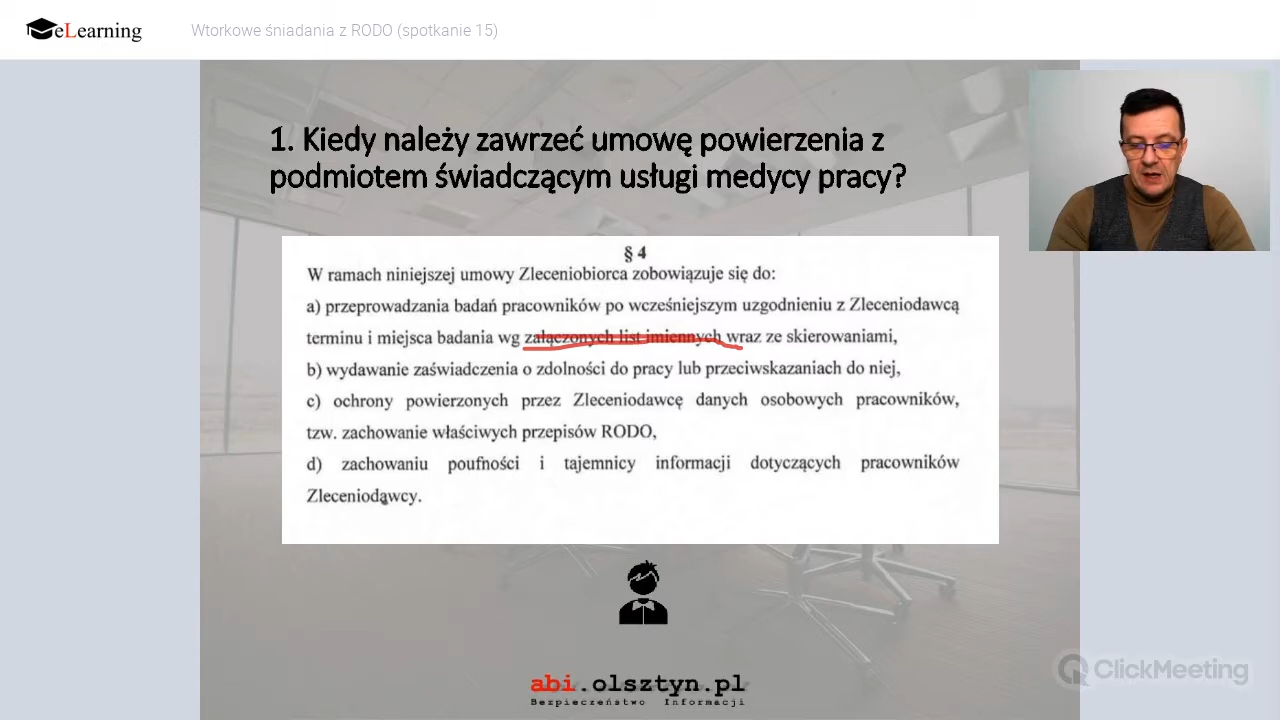 eLearning
Wtorkowe śniadania z RODO (spotkanie 15)
1. Kiedy należy zawrzeć umowę powierzenia z
podmiotem świadczącym usługi medycy pracy?
§ 4
W ramach niniejszej umowy Zleceniobiorca zobowiązuje się do:
a) przeprowadzania badań pracowników po wcześniejszym uzgodnieniu z Zleceniodawcą
terminu i miejsca badania wg załączonych list imiennych wraz ze skierowaniami,
b) wydawanie zaświadczenia o zdolności do pracy lub przeciwskazaniach do niej,
c) ochrony powierzonych przez Zleceniodawcę danych osobowych pracowników,
tzw. zachowanie właściwych przepisów RODO,
d) zachowaniu poufności i tajemnicy informacji dotyczących pracowników
Zleceniodawcy.
abi.olsztyn.pl
Bezpieczeństwo Informacji
ClickMeeting